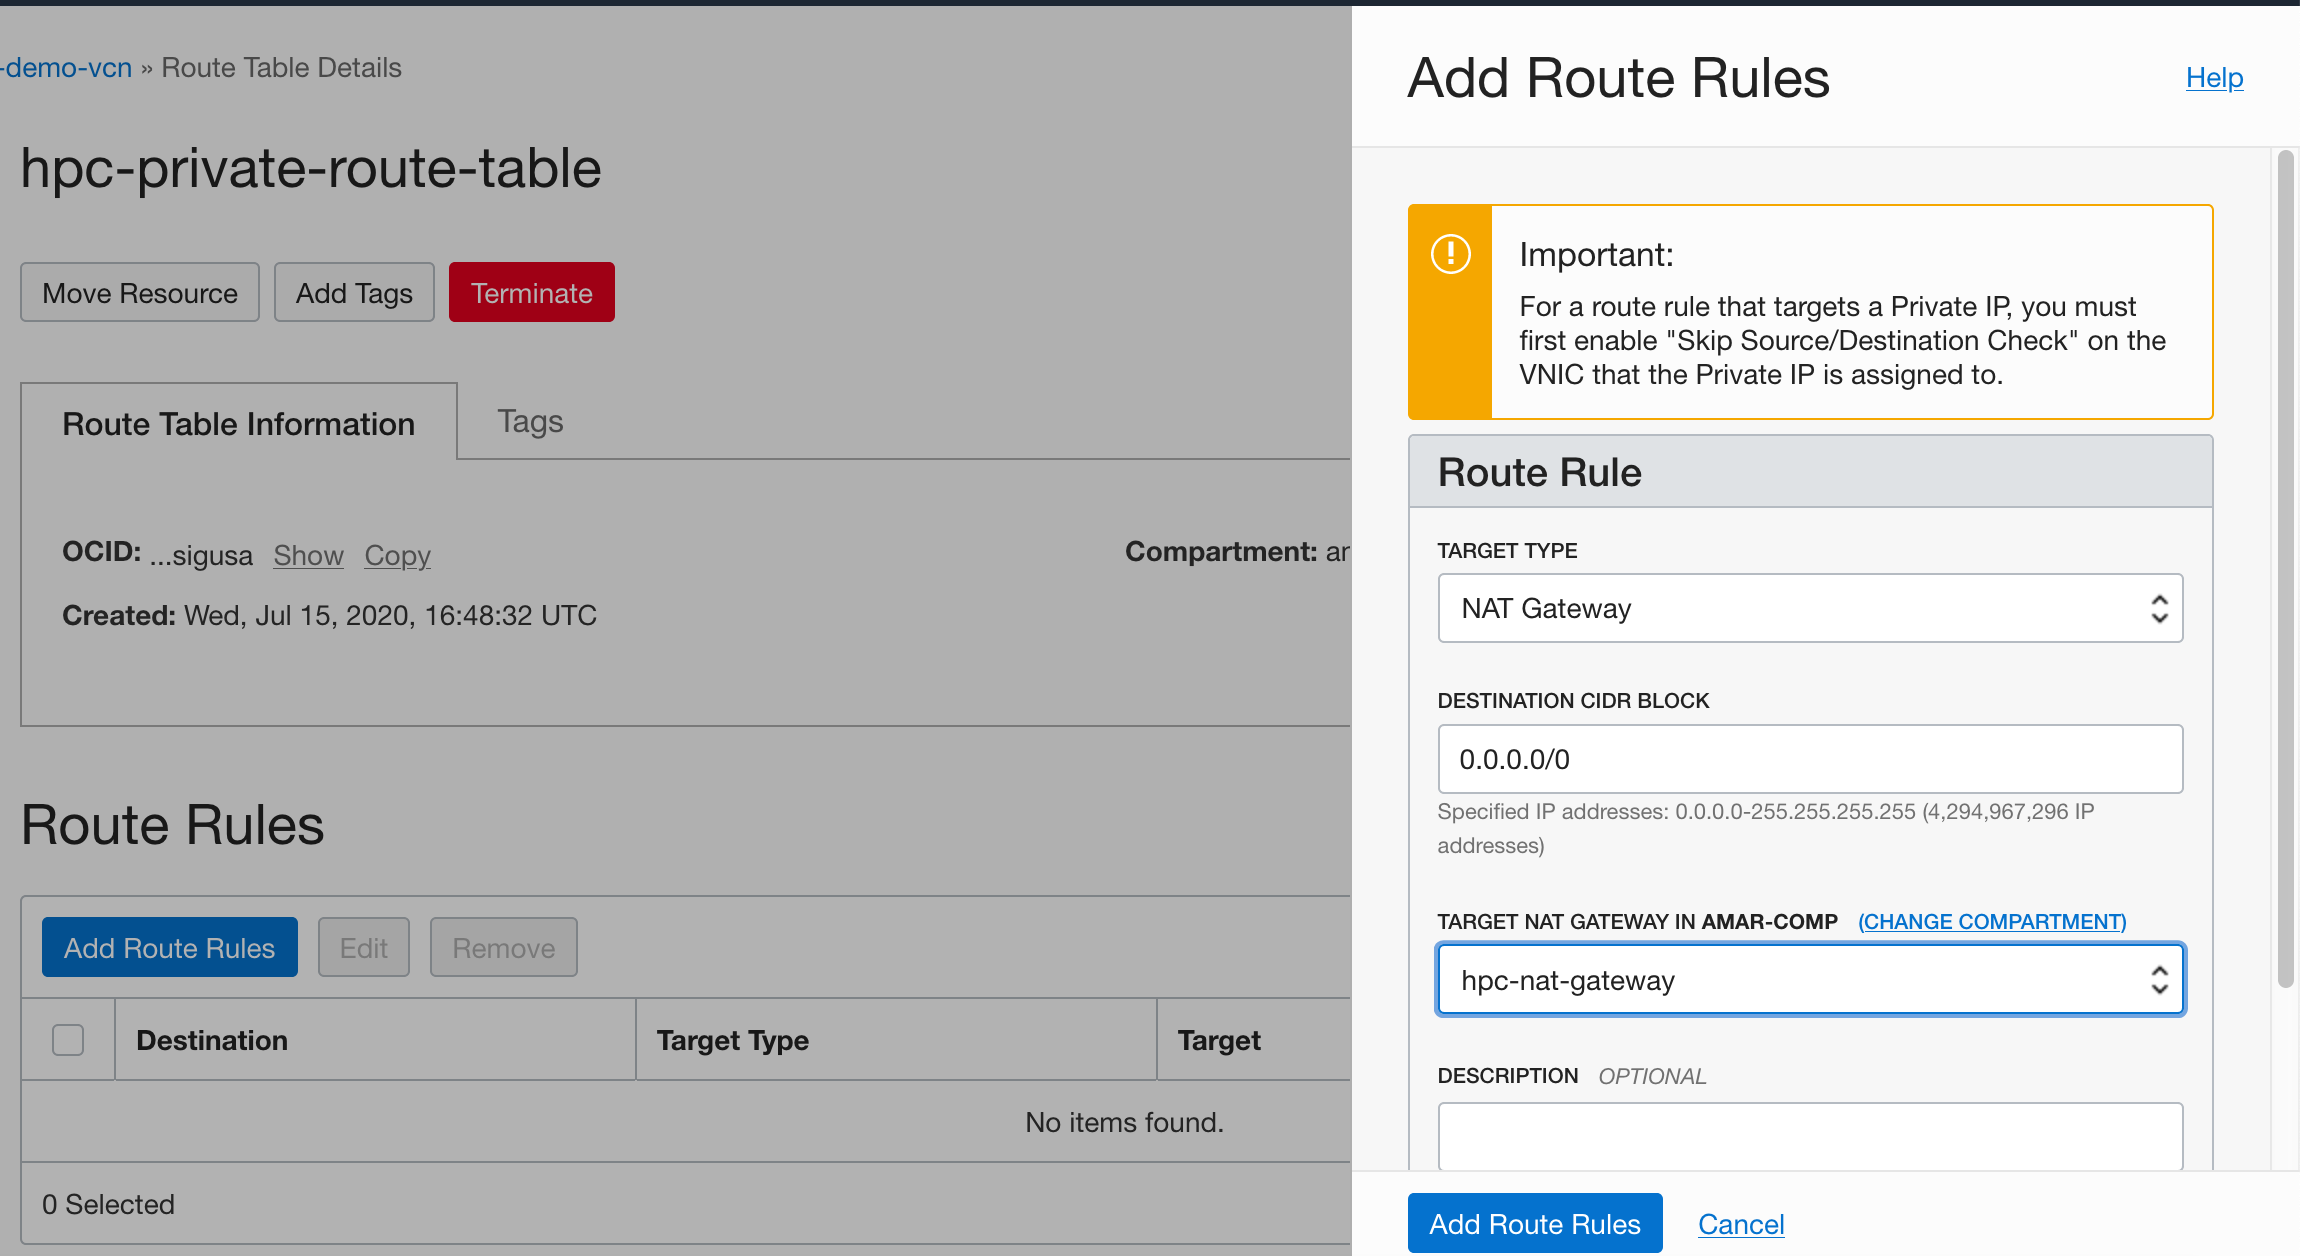 -demo-vcn » Route Table Details
hpc-private-route-table
Move Resource Add Tags Terminate
Route Table Information Tags
OCID: ...sigusa Show Copy
Compartment: ar
Created: Wed, Jul 15, 2020, 16:48:32 UTC
Route Rules
Add Route Rules Edit Remove
Destination Target Type Target
No items found.
0 Selected
Add Route Rules
Help
Important:
For a route rule that targets a Private IP, you must
first enable "Skip Source/Destination Check" on the
VNIC that the Private IP is assigned to.
Route Rule
TARGET TYPE
NAT Gateway
DESTINATION CIDR BLOCK
0.0.0.0/0
Specified IP addresses: 0.0.0.0-255.255.255.255 (4,294,967,296 IP
addresses)
TARGET NAT GATEWAY IN AMAR-COMP (CHANGE COMPARTMENT)
hpc-nat-gateway
DESCRIPTION OPTIONAL
Add Route Rules Cancel